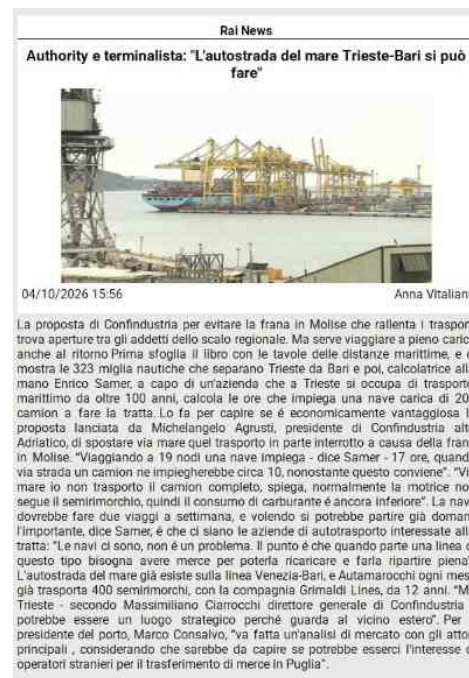 Rai News
Authority e terminalista: "L'autostrada del mare Trieste-Bari si può
fare"
04/10/2026 15:56
Anna Vitalian
La proposta di Confindustria per evitare la frana in Molise che rallenta i traspor
trova aperture tra gli addetti dello scalo regionale. Ma serve viaggiare a pieno caric
anche al ritorno Prima sfoglia il libro con le tavole delle distanze marittime, e c
mostra le 323 miglia nautiche che separano Trieste da Bari e poi, calcolatrice all
mano Enrico Samer, a capo di un'azienda che a Trieste si occupa di trasport
marittimo da oltre 100 anni, calcola le ore che impiega una nave carica di 20
camion a fare la tratta. Lo fa per capire se é economicamente vantaggiosa l
proposta lanciata da Michelangelo Agrusti, presidente di Confindustria alt
Adriatico, di spostare via mare quel trasporto in parte interrotto a causa della fran
in Molise. "Viaggiando a 19 nodi una nave impiega - dice Samer - 17 ore, quand
via strada un camion ne impiegherebbe circa 10, nonostante questo conviene". "Vi
mare io non trasporto il camion completo, spiega, normalmente la motrice no
segue il semirimorchio, quindi il consumo di carburante é ancora inferiore". La nav
dovrebbe fare due viaggi a settimana, e volendo si potrebbe partire già doman
l'importante, dice Samer, é che ci siano le aziende di autotrasporto interessate all
tratta: "Le navi ci sono, non é un problema. Il punto é che quando parte una linea d
questo tipo bisogna avere merce per poterla ricaricare e farla ripartire piena"
L'autostrada del mare già esiste sulla linea Venezia-Bari, e Autamarocchi ogni mes
già trasporta 400 semirimorchi, con la compagnia Grimaldi Lines, da 12 anni. "M
Trieste - secondo Massimiliano Ciarrocchi direttore generale di Confindustria
potrebbe essere un luogo strategico perché guarda al vicino estero". Per
presidente del porto, Marco Consalvo, "va fatta un'analisi di mercato con gli atto
principali , considerando che sarebbe da capire se potrebbe esserci l'interesse d
operatori stranieri per il trasferimento di merce in Puglia".